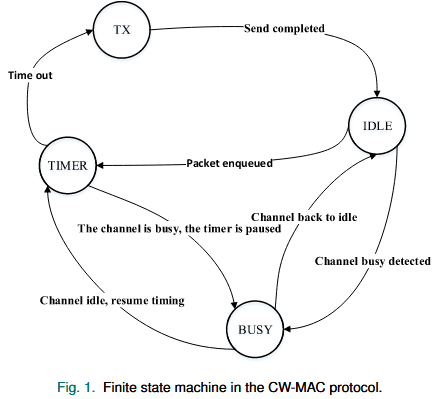 TX
Send completed
Time out
IDLE
Packet enqueued
TIMER
Channel back to idle
The channel is busy, the timer is paused
Channel busy detected
Channel idle, resume timing
BUSY
Fig. 1. Finite state machine in the CW-MAC protocol.